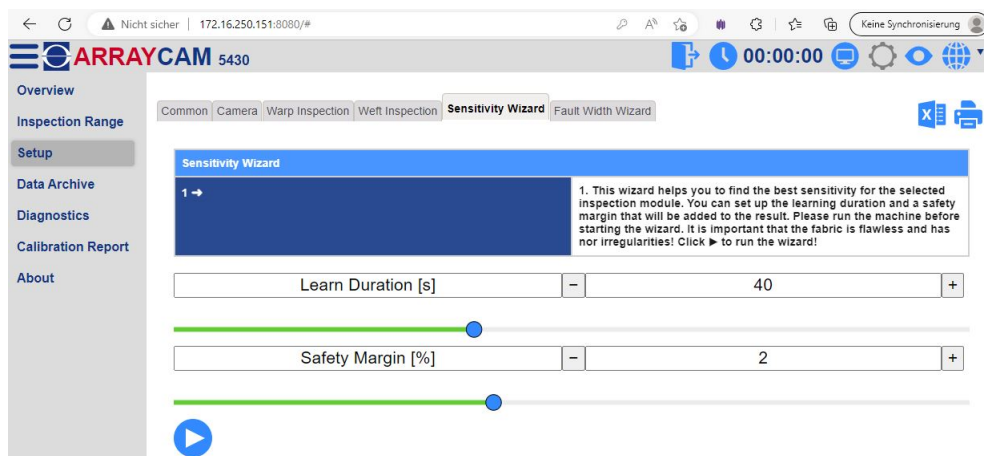 Nicht sicher | 172.16.250.151:8080/#
Keine Synchronisierung
ARRAYCAM 5430
00:00:00
Overview
Inspection Range
Setup
Data Archive
Diagnostics
Calibration Report
About
Common Camera Warp Inspection Weft Inspection Sensitivity Wizard Fault Width Wizard
Sensitivity Wizard
1 ➔
1. This wizard helps you to find the best sensitivity for the selected
inspection module. You can set up the learning duration and a safety
margin that will be added to the result. Please run the machine before
starting the wizard. It is important that the fabric is flawless and has
nor irregularities! Click ▶ to run the wizard!
Learn Duration [s] − 40 +
Safety Margin [%] − 2 +